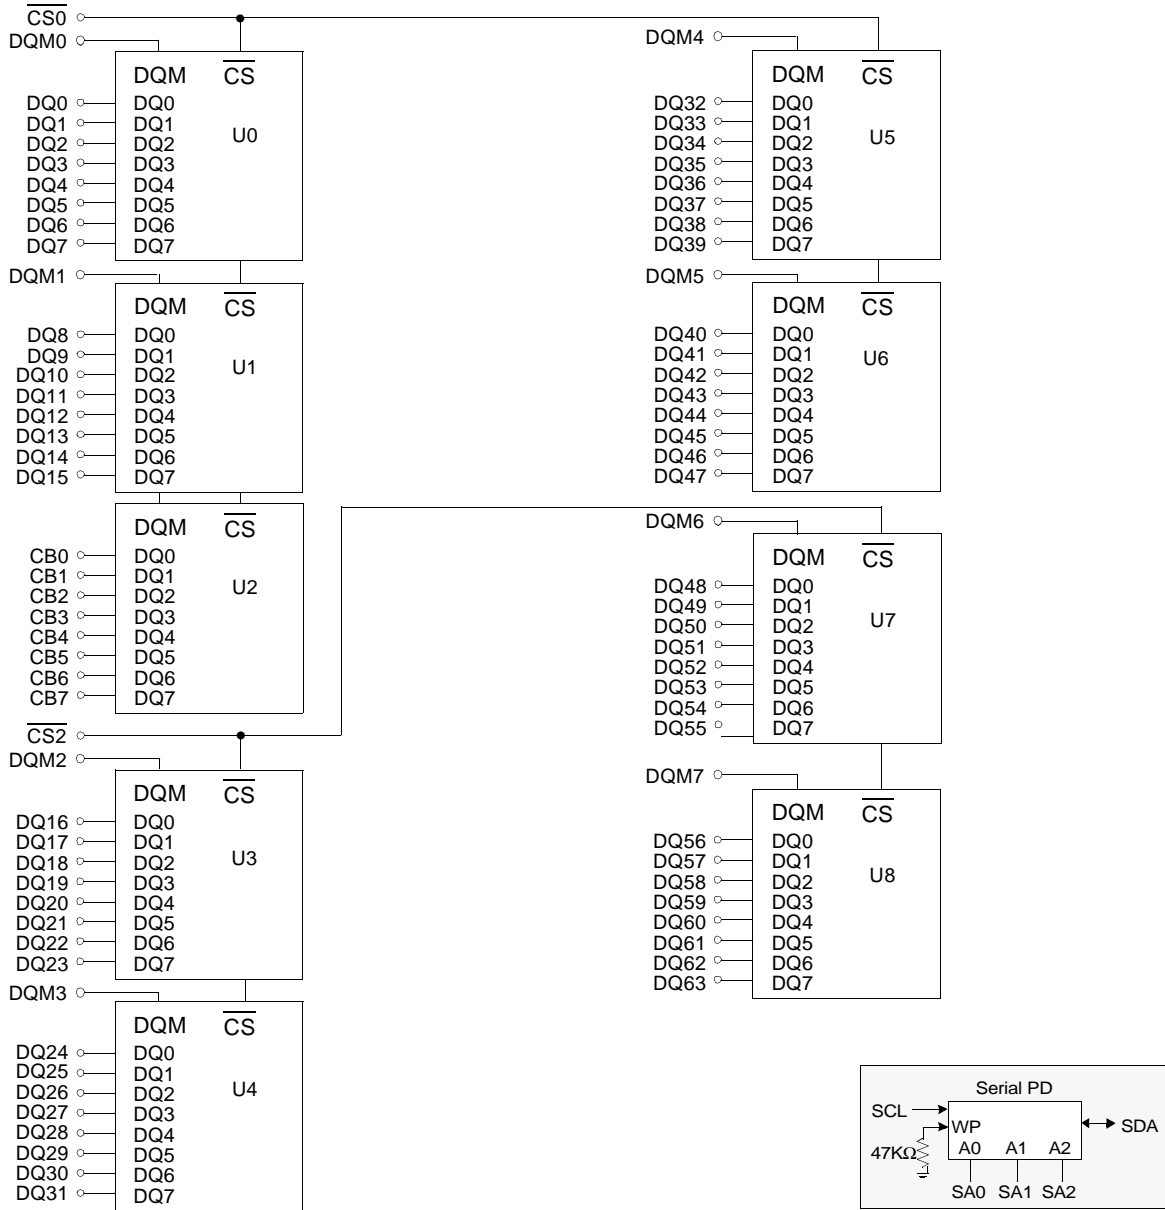 CS0
DQM0
DQM CS
DQ0 DQ0
DQ1 DQ1
DQ2 DQ2
DQ3 DQ3
DQ4 DQ4
DQ5 DQ5
DQ6 DQ6
DQ7 DQ7
U0
DQM1
DQM CS
DQ8 DQ0
DQ9 DQ1
DQ10 DQ2
DQ11 DQ3
DQ12 DQ4
DQ13 DQ5
DQ14 DQ6
DQ15 DQ7
U1
DQM CS
CB0 DQ0
CB1 DQ1
CB2 DQ2
CB3 DQ3
CB4 DQ4
CB5 DQ5
CB6 DQ6
CB7 DQ7
U2
CS2
DQM2
DQM CS
DQ16 DQ0
DQ17 DQ1
DQ18 DQ2
DQ19 DQ3
DQ20 DQ4
DQ21 DQ5
DQ22 DQ6
DQ23 DQ7
U3
DQM3
DQM CS
DQ24 DQ0
DQ25 DQ1
DQ26 DQ2
DQ27 DQ3
DQ28 DQ4
DQ29 DQ5
DQ30 DQ6
DQ31 DQ7
U4
DQM4
DQM CS
DQ32 DQ0
DQ33 DQ1
DQ34 DQ2
DQ35 DQ3
DQ36 DQ4
DQ37 DQ5
DQ38 DQ6
DQ39 DQ7
U5
DQM5
DQM CS
DQ40 DQ0
DQ41 DQ1
DQ42 DQ2
DQ43 DQ3
DQ44 DQ4
DQ45 DQ5
DQ46 DQ6
DQ47 DQ7
U6
DQM6
DQM CS
DQ48 DQ0
DQ49 DQ1
DQ50 DQ2
DQ51 DQ3
DQ52 DQ4
DQ53 DQ5
DQ54 DQ6
DQ55 DQ7
U7
DQM7
DQM CS
DQ56 DQ0
DQ57 DQ1
DQ58 DQ2
DQ59 DQ3
DQ60 DQ4
DQ61 DQ5
DQ62 DQ6
DQ63 DQ7
U8
Serial PD
SCL
WP
SDA
47KΩ
A0 A1 A2
SA0 SA1 SA2